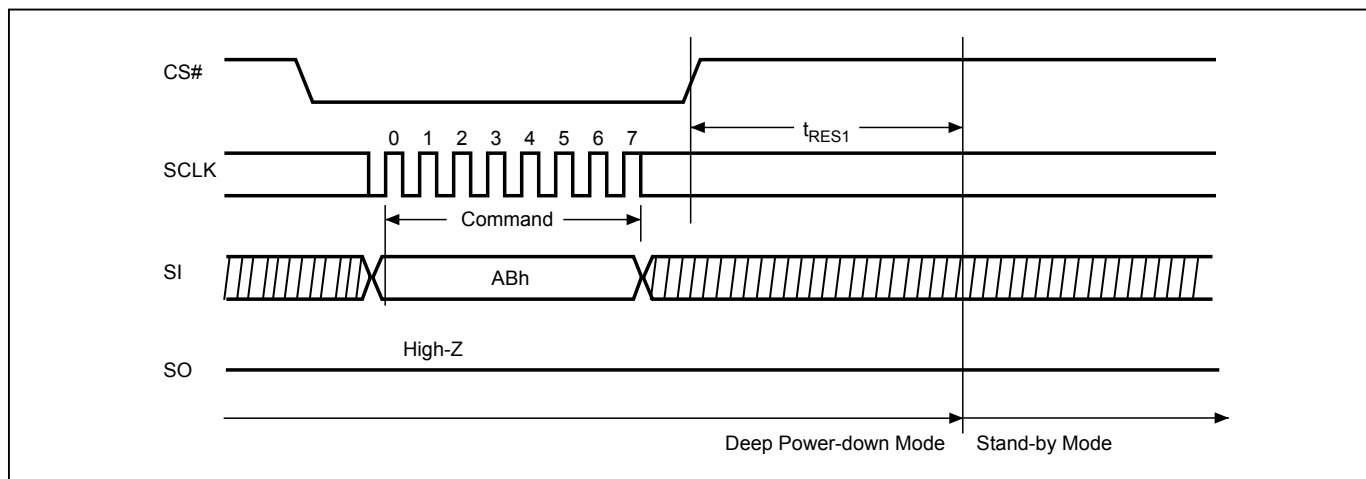 CS#
tRES1
0 1 2 3 4 5 6 7
SCLK
Command
SI
ABh
High-Z
SO
Deep Power-down Mode
Stand-by Mode